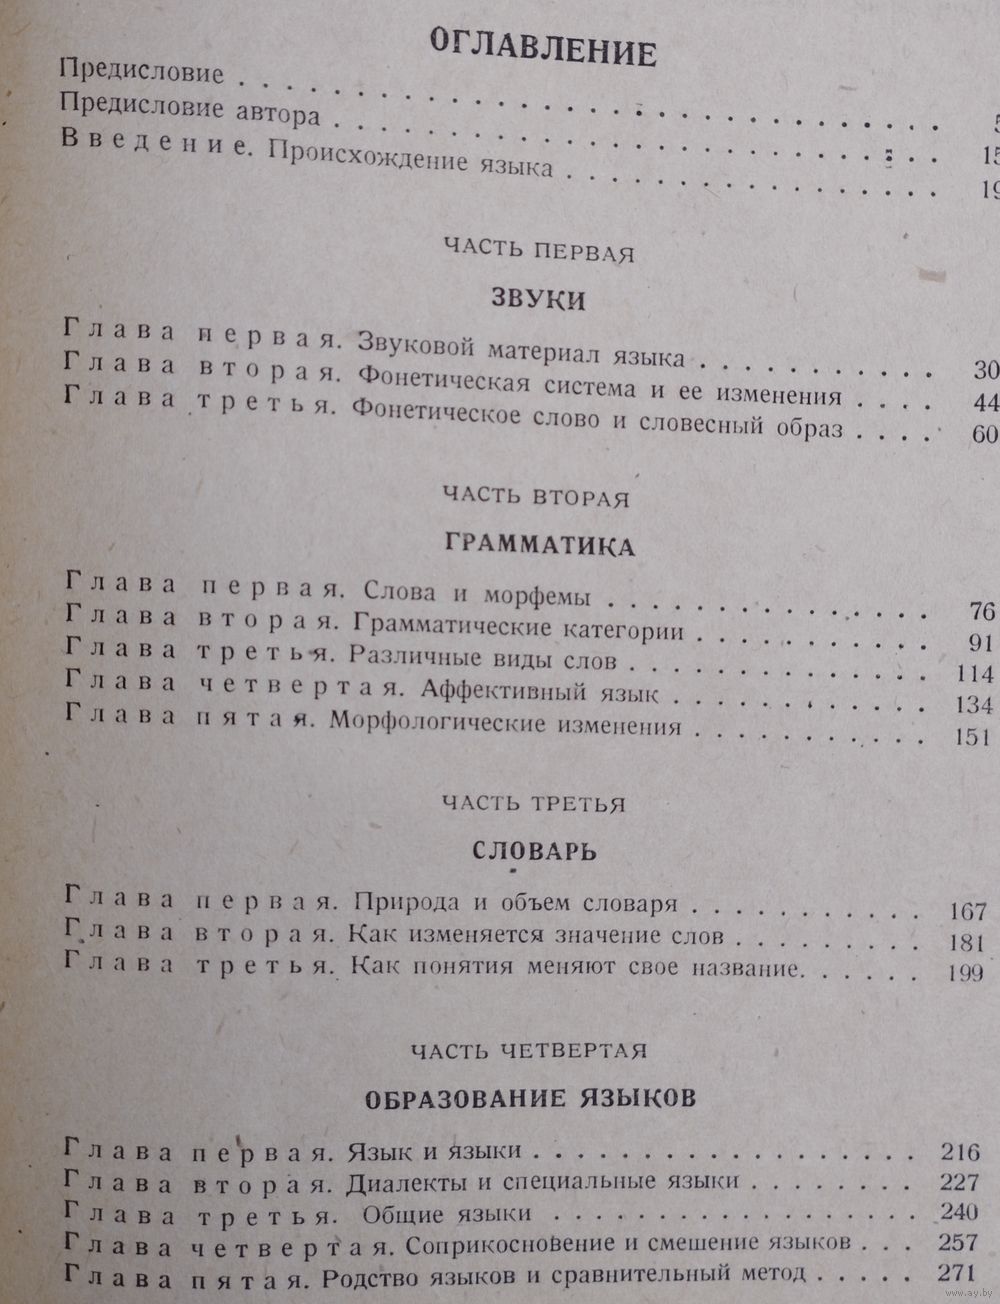 ОГЛАВЛЕНИЕ
Предисловие . . . . . . . . . . . . . . . . . . . . . . . . . . . . . . 5
Предисловие автора . . . . . . . . . . . . . . . . . . . . . . . . . . 15
Введение. Происхождение языка . . . . . . . . . . . . . . . . . 19
ЧАСТЬ ПЕРВАЯ
ЗВУКИ
Глава первая. Звуковой материал языка . . . . . . . . . . . 30
Глава вторая. Фонетическая система и ее изменения . . . . 44
Глава третья. Фонетическое слово и словесный образ . . . . 60
ЧАСТЬ ВТОРАЯ
ГРАММАТИКА
Глава первая. Слова и морфемы . . . . . . . . . . . . . . . 76
Глава вторая. Грамматические категории . . . . . . . . . . . 91
Глава третья. Различные виды слов . . . . . . . . . . . . . . 114
Глава четвертая. Аффективный язык . . . . . . . . . . . . 134
Глава пятая. Морфологические изменения . . . . . . . . . . . 151
ЧАСТЬ ТРЕТЬЯ
СЛОВАРЬ
Глава первая. Природа и объем словаря . . . . . . . . . . . 167
Глава вторая. Как изменяется значение слов . . . . . . . . . 181
Глава третья. Как понятия меняют свое название. . . . . . 199
ЧАСТЬ ЧЕТВЕРТАЯ
ОБРАЗОВАНИЕ ЯЗЫКОВ
Глава первая. Язык и языки . . . . . . . . . . . . . . . . . . 216
Глава вторая. Диалекты и специальные языки . . . . . . . . 227
Глава третья. Общие языки . . . . . . . . . . . . . . . . . 240
Глава четвертая. Соприкосновение и смешение языков . . . 257
Глава пятая. Родство языков и сравнительный метод . . . . . 271
www.ay.by